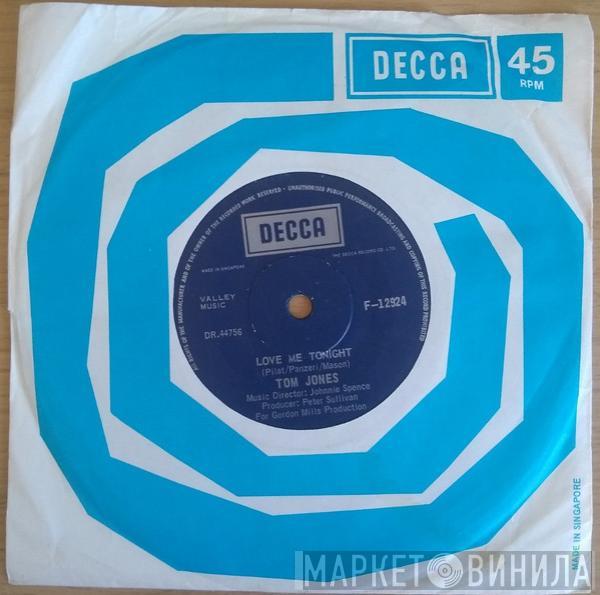 DECCA
45
RPM
ALL RIGHTS OF THE MANUFACTURER AND OF THE OWNER OF THE RECORDED WORK RESERVED · UNAUTHORISED PUBLIC PERFORMANCE BROADCASTING AND COPYING OF THIS RECORD PROHIBITED
DECCA
MADE IN SINGAPORE
THE DECCA RECORD CO. LTD.
VALLEY
MUSIC
F-12924
DR.44756
LOVE ME TONIGHT
(Pilat/Panzeri/Mason)
TOM JONES
Music Director: Johnnie Spence
Producer: Peter Sullivan
For Gordon Mills Production
MADE IN SINGAPORE
МАРКЕТ ВИНИЛА